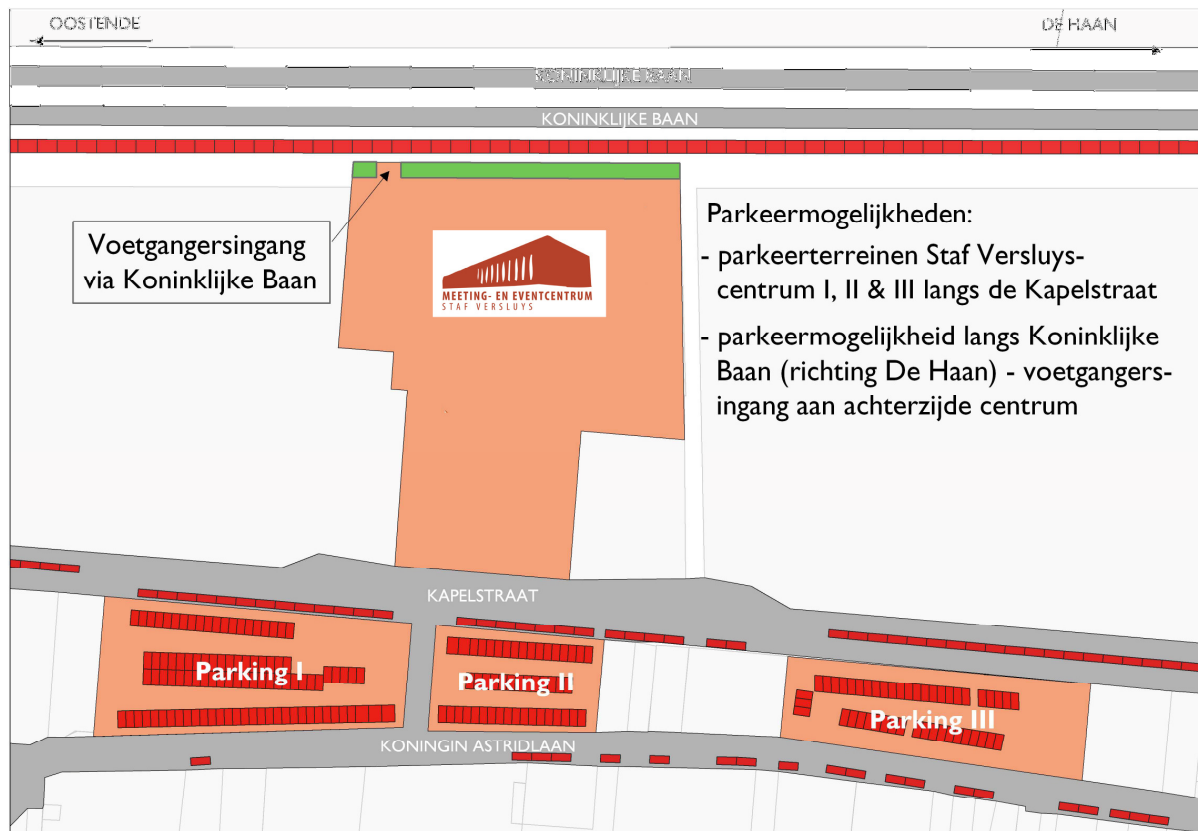 OOSTENDE
DE HAAN
KONINKLIJKE BAAN
KONINKLIJKE BAAN
Voetgangersingang
via Koninklijke Baan
MEETING- EN EVENTCENTRUM
STAF VERSLUYS
Parkeermogelijkheden:
- parkeerterreinen Staf Versluys-
centrum I, II & III langs de Kapelstraat
- parkeermogelijkheid langs Koninklijke
Baan (richting De Haan) - voetgangers-
ingang aan achterzijde centrum
KAPELSTRAAT
Parking I
Parking II
Parking III
KONINGIN ASTRIDLAAN